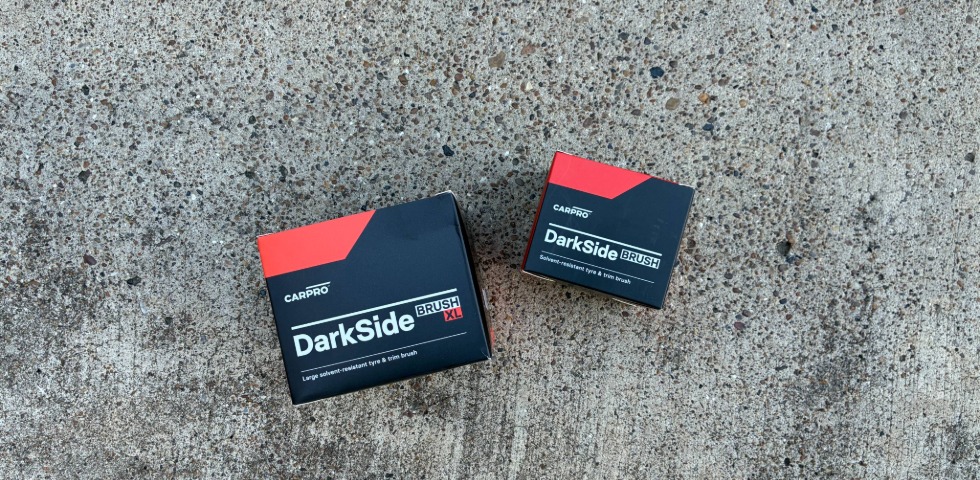 CARPRO
DarkSide BRUSH XL
Large solvent-resistant tyre & trim brush
CARPRO
DarkSide BRUSH
Solvent-resistant tyre & trim brush